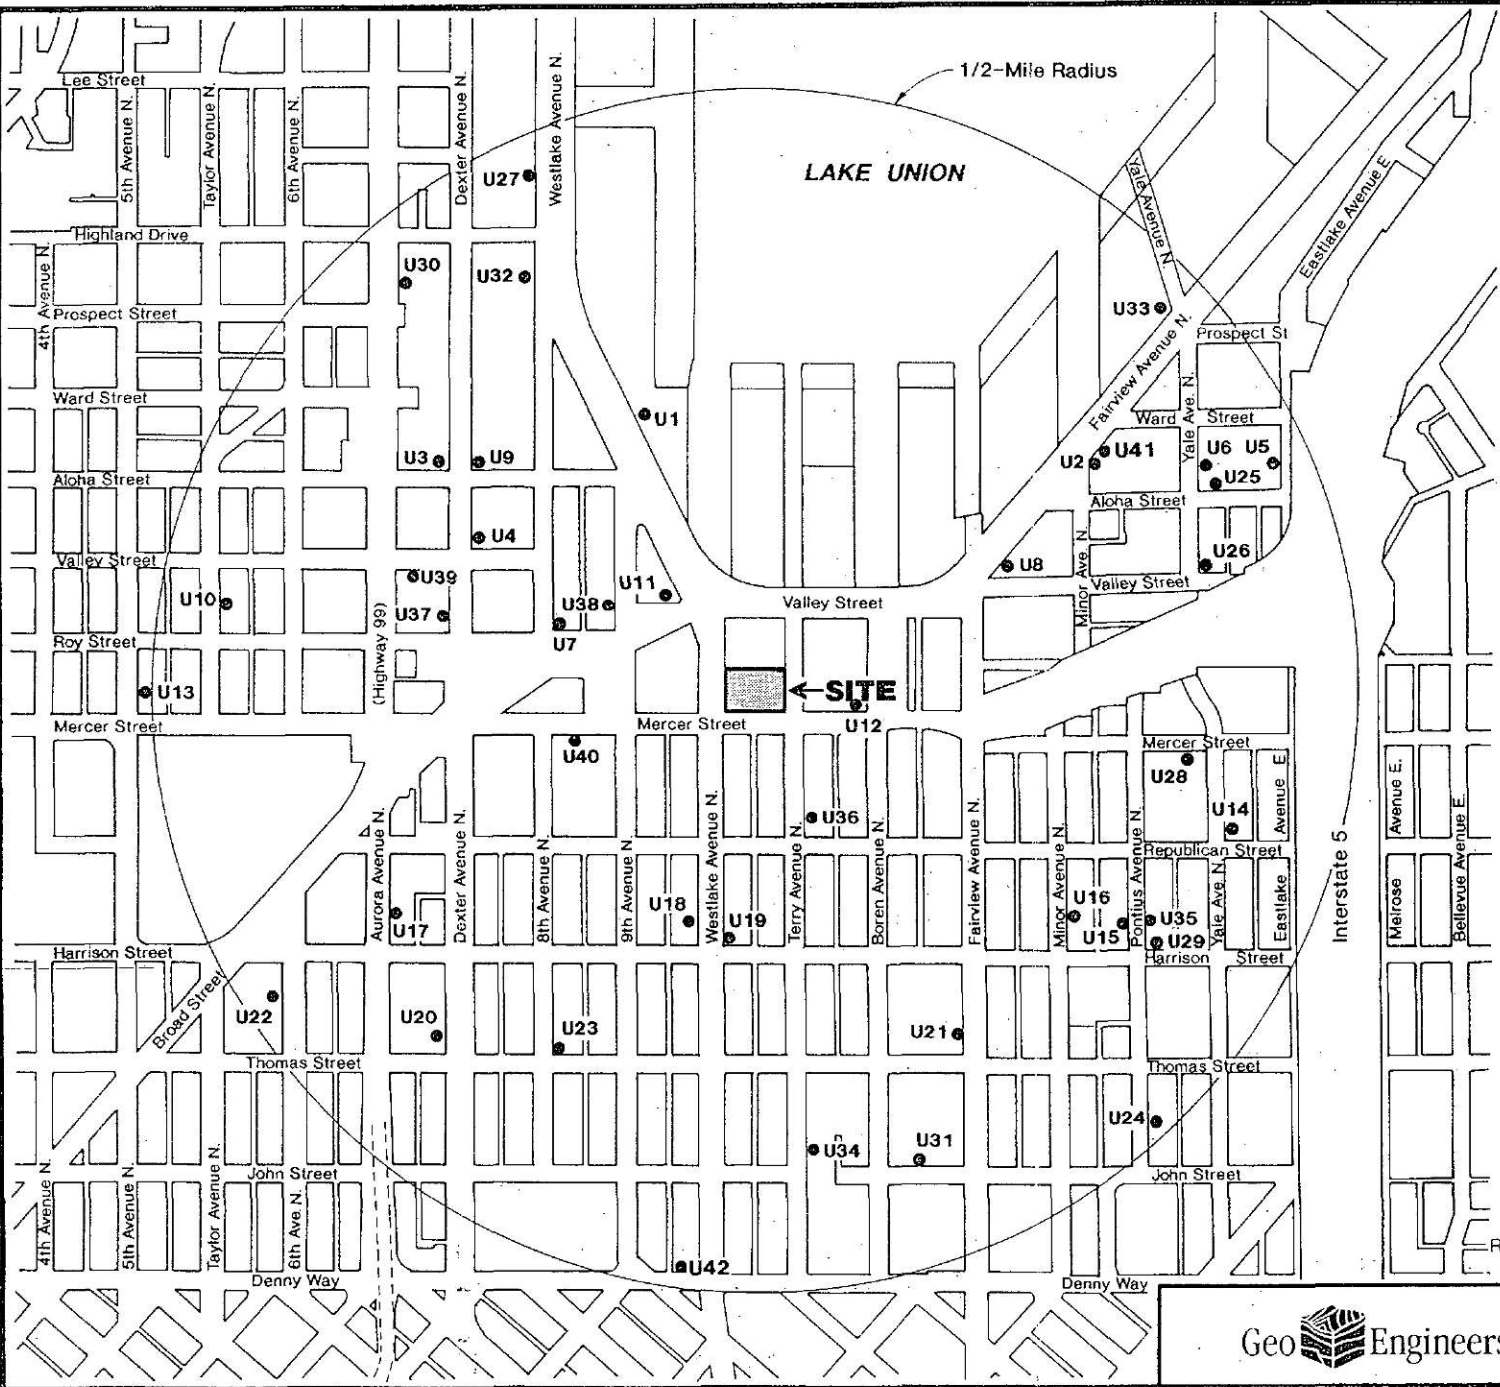 1/2-Mile Radius
Lee Street
5th Avenue N.
Taylor Avenue N.
6th Avenue N.
Dexter Avenue N.
Westlake Avenue N.
LAKE UNION
U27
Yale Avenue N.
Eastlake Avenue E
Highland Drive
4th Avenue N.
U30
U32
U33
Prospect Street
Prospect St
Fairview Avenue N.
Yale Ave. N.
Ward Street
Ward Street
U1
U3
U9
U2
U41
U6
U5
U25
Aloha Street
Aloha Street
U4
Minor Ave. N.
U26
U8
Valley Street
Valley Street
U39
U11
U10
U38
U37
Valley Street
(Highway 99)
U7
Roy Street
U13
SITE
U12
Mercer Street
Mercer Street
Mercer Street
U40
U28
U36
U14
Avenue E
Avenue E.
Bellevue Avenue E.
Aurora Avenue N.
Dexter Avenue N.
8th Avenue N.
9th Avenue N.
Westlake Avenue N.
Terry Avenue N.
Boren Avenue N.
Fairview Avenue N.
Minor Avenue N.
Pontius Avenue N.
Republican Street
Yale Ave N.
Eastlake
Interstate 5
Melrose
U17
U18
U19
U16
U15
U35
U29
Harrison Street
Harrison Street
Broad Street
U22
U20
U23
U21
Thomas Street
Thomas Street
U24
U34
U31
John Street
John Street
4th Avenue N.
5th Avenue N.
Taylor Avenue N.
6th Ave. N.
U42
Denny Way
Denny Way
R
Geo Engineers